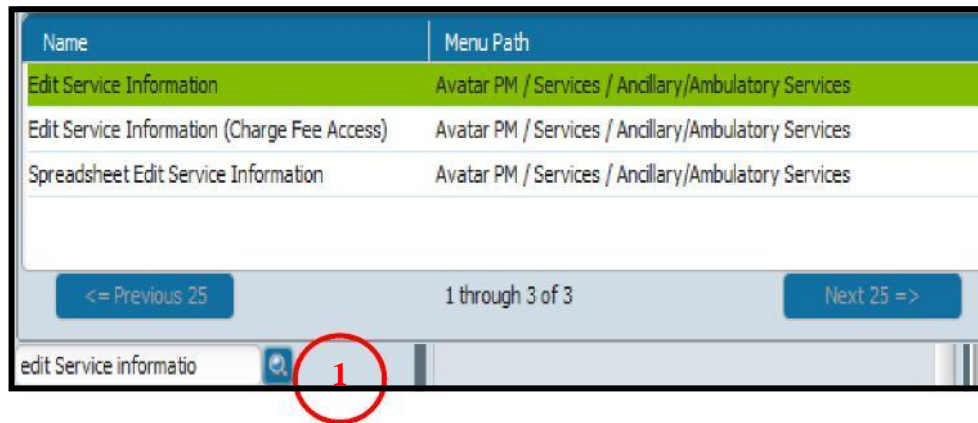 Name Menu Path
Edit Service Information Avatar PM / Services / Ancillary/Ambulatory Services
Edit Service Information (Charge Fee Access) Avatar PM / Services / Ancillary/Ambulatory Services
Spreadsheet Edit Service Information Avatar PM / Services / Ancillary/Ambulatory Services
<= Previous 25 1 through 3 of 3 Next 25 =>
edit Service informatio 1